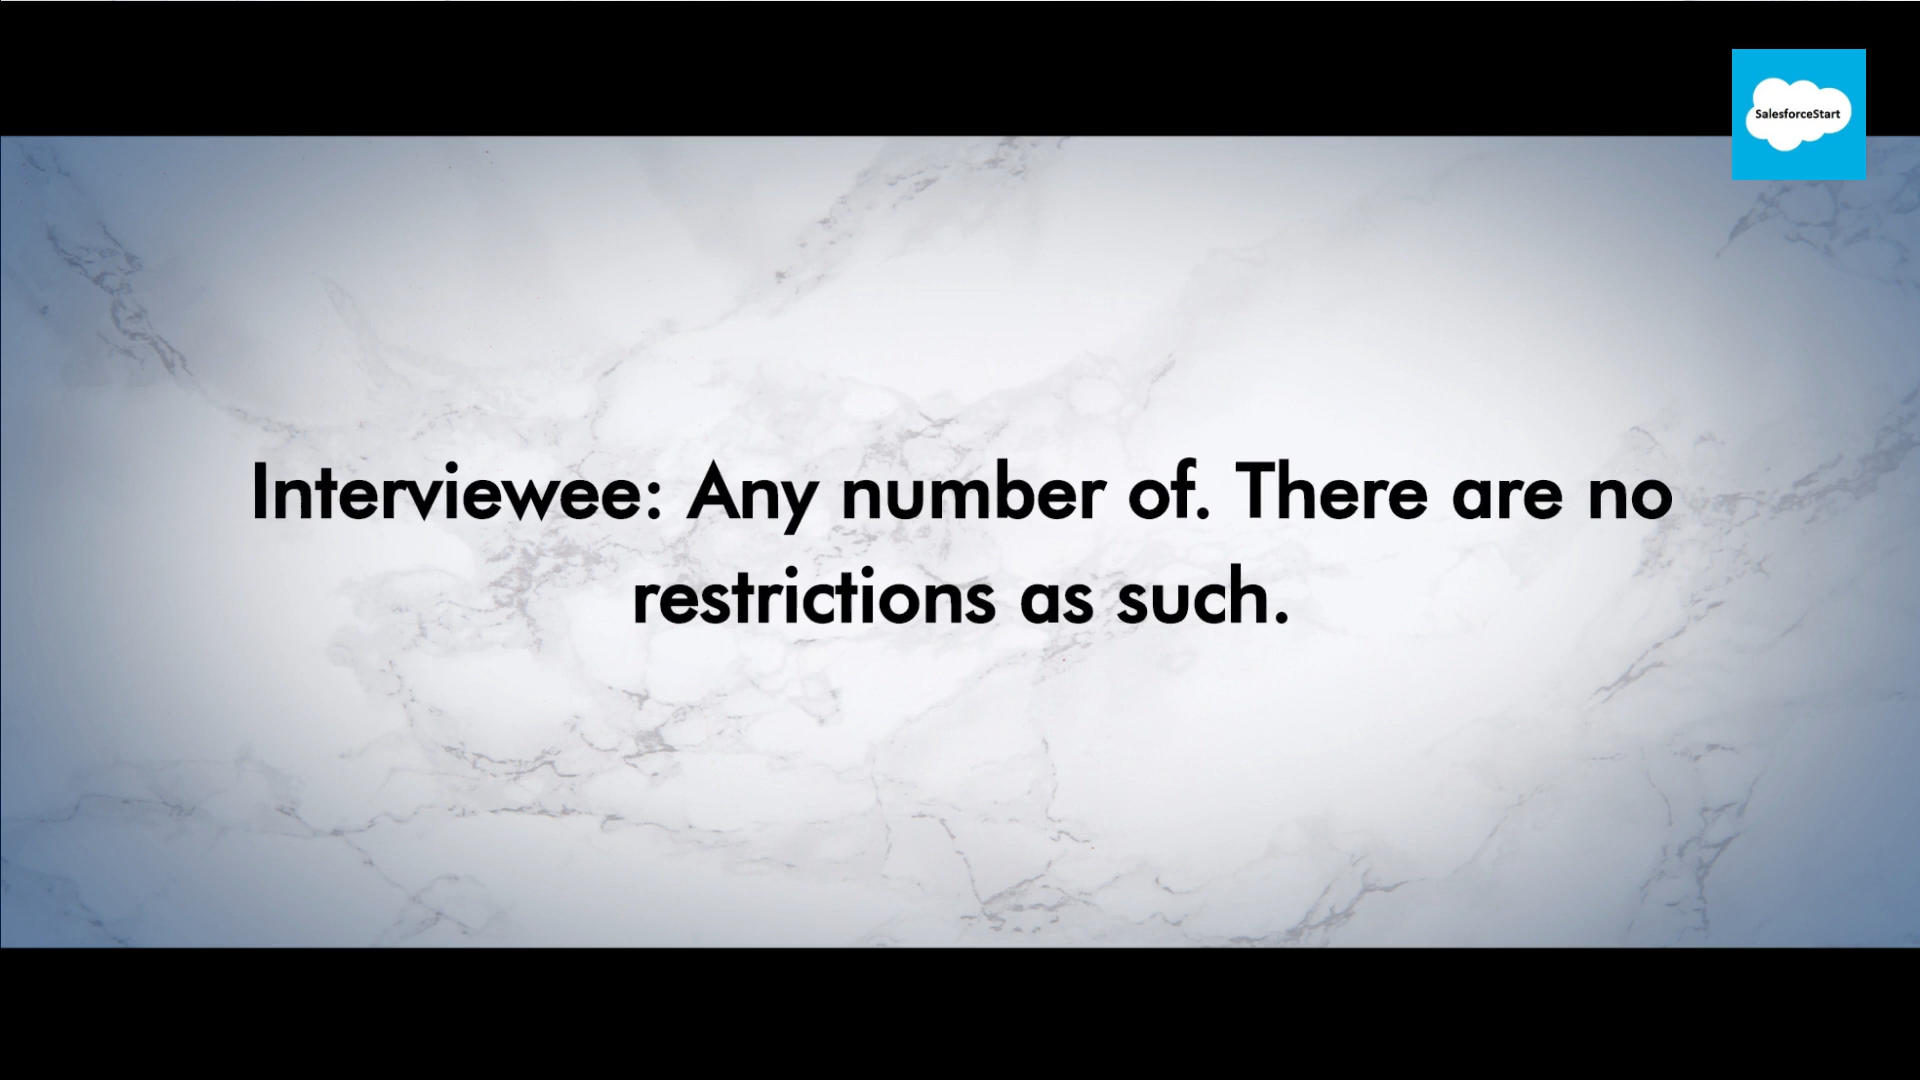 SalesforceStart
Interviewee: Any number of. There are no
restrictions as such.